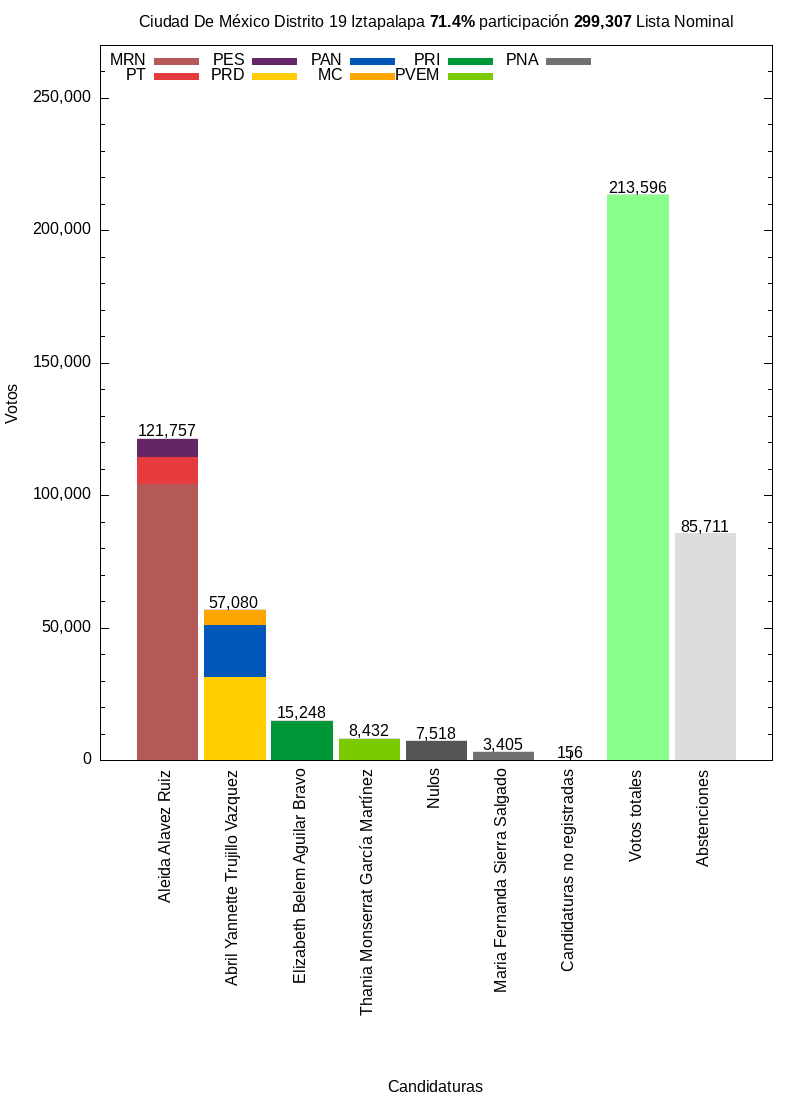 Ciudad De México Distrito 19 Iztapalapa 71.4% participación 299,307 Lista Nominal
MRN PES PAN PRI PNA
PT PRD MC PVEM
250,000
200,000
150,000
100,000
50,000
0
Votos
121,757
57,080
15,248
8,432
7,518
3,405
156
213,596
85,711
Aleida Alavez Ruiz
Abril Yannette Trujillo Vazquez
Elizabeth Belem Aguilar Bravo
Thania Monserrat García Martínez
Nulos
Maria Fernanda Sierra Salgado
Candidaturas no registradas
Votos totales
Abstenciones
Candidaturas